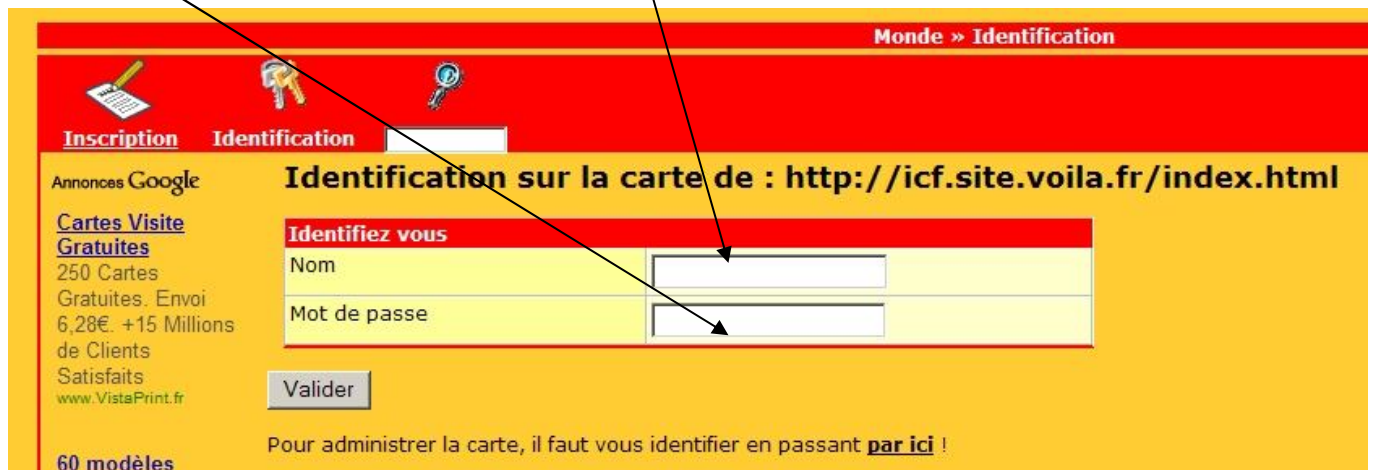 Monde » Identification
Inscription Identification
Identification sur la carte de : http://icf.site.voila.fr/index.html
Annonces Google
Cartes Visite
Gratuites
250 Cartes
Gratuites. Envoi
6,28€. +15 Millions
de Clients
Satisfaits
www.VistaPrint.fr
60 modèles
Identifiez vous
Nom
Mot de passe
Valider
Pour administrer la carte, il faut vous identifier en passant par ici !